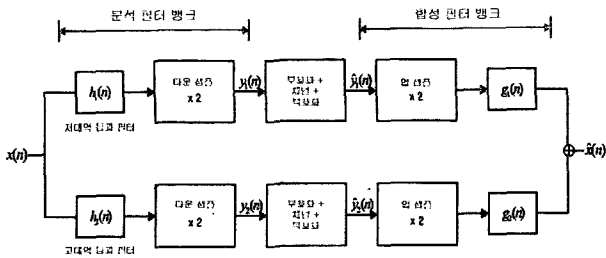 분석 필터 뱅크
합성 필터 뱅크
h₁(n)
다운 샘플
x 2
y₁(n)
부호화 +
채널 +
복호화
ŷ₁(n)
업 샘플
x 2
g₁(n)
저대역 통과 필터
x(n)
x̂(n)
h₂(n)
다운 샘플
x 2
y₂(n)
부호화 +
채널 +
복호화
ŷ₂(n)
업 샘플
x 2
g₂(n)
고대역 통과 필터